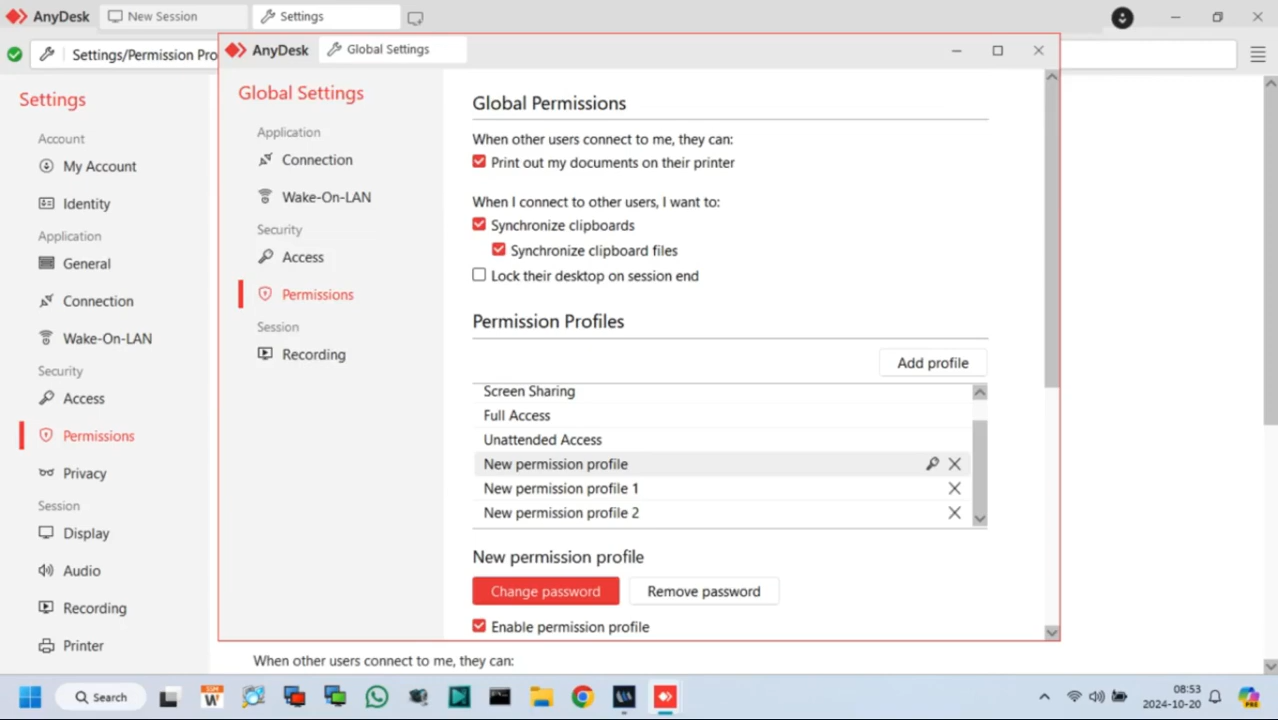 AnyDesk
New Session
Settings
Settings/Permission Pro
Settings
Account
My Account
Identity
Application
General
Connection
Wake-On-LAN
Security
Access
Permissions
Privacy
Session
Display
Audio
Recording
Printer
AnyDesk
Global Settings
Global Settings
Application
Connection
Wake-On-LAN
Security
Access
Permissions
Session
Recording
Global Permissions
When other users connect to me, they can:
Print out my documents on their printer
When I connect to other users, I want to:
Synchronize clipboards
Synchronize clipboard files
Lock their desktop on session end
Permission Profiles
Add profile
Screen Sharing
Full Access
Unattended Access
New permission profile
New permission profile 1
New permission profile 2
New permission profile
Change password
Remove password
Enable permission profile
When other users connect to me, they can:
Search
08:53
2024-10-20